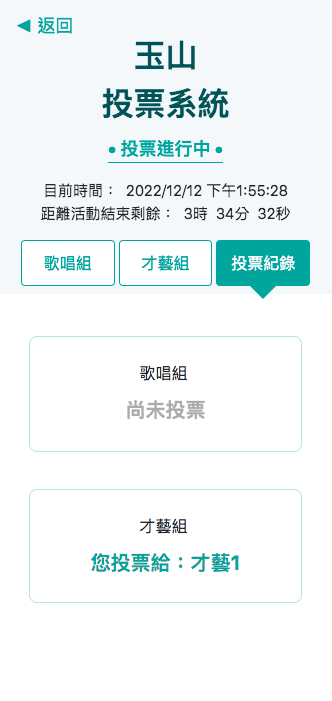 ◀ 返回
玉山
投票系統
• 投票進行中 •
目前時間： 2022/12/12 下午1:55:28
距離活動結束剩餘： 3時 34分 32秒
歌唱組 才藝組 投票紀錄
歌唱組
尚未投票
才藝組
您投票給：才藝1